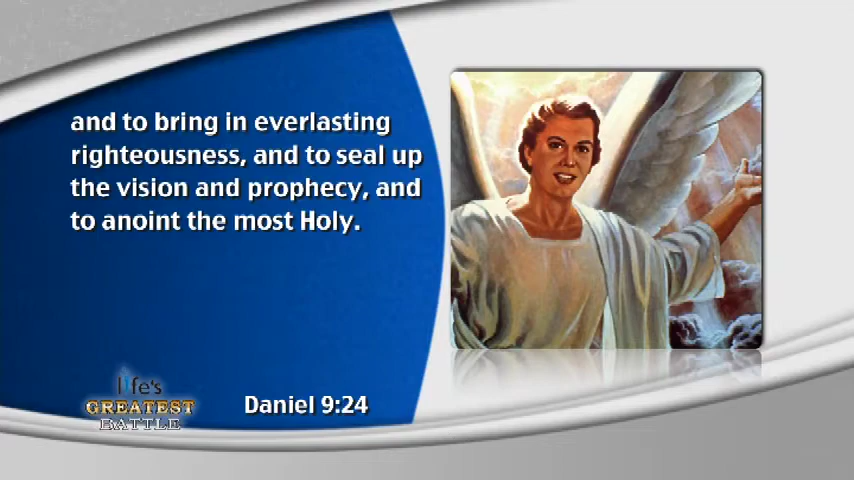 and to bring in everlasting
righteousness, and to seal up
the vision and prophecy, and
to anoint the most Holy.
life's
GREATEST
BATTLE
Daniel 9:24